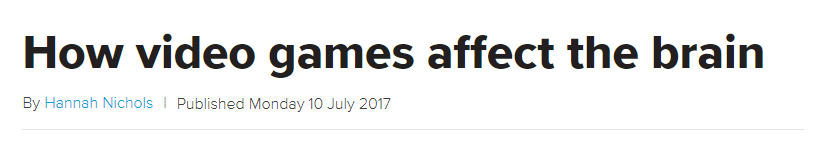 How video games affect the brain
By Hannah Nichols | Published Monday 10 July 2017